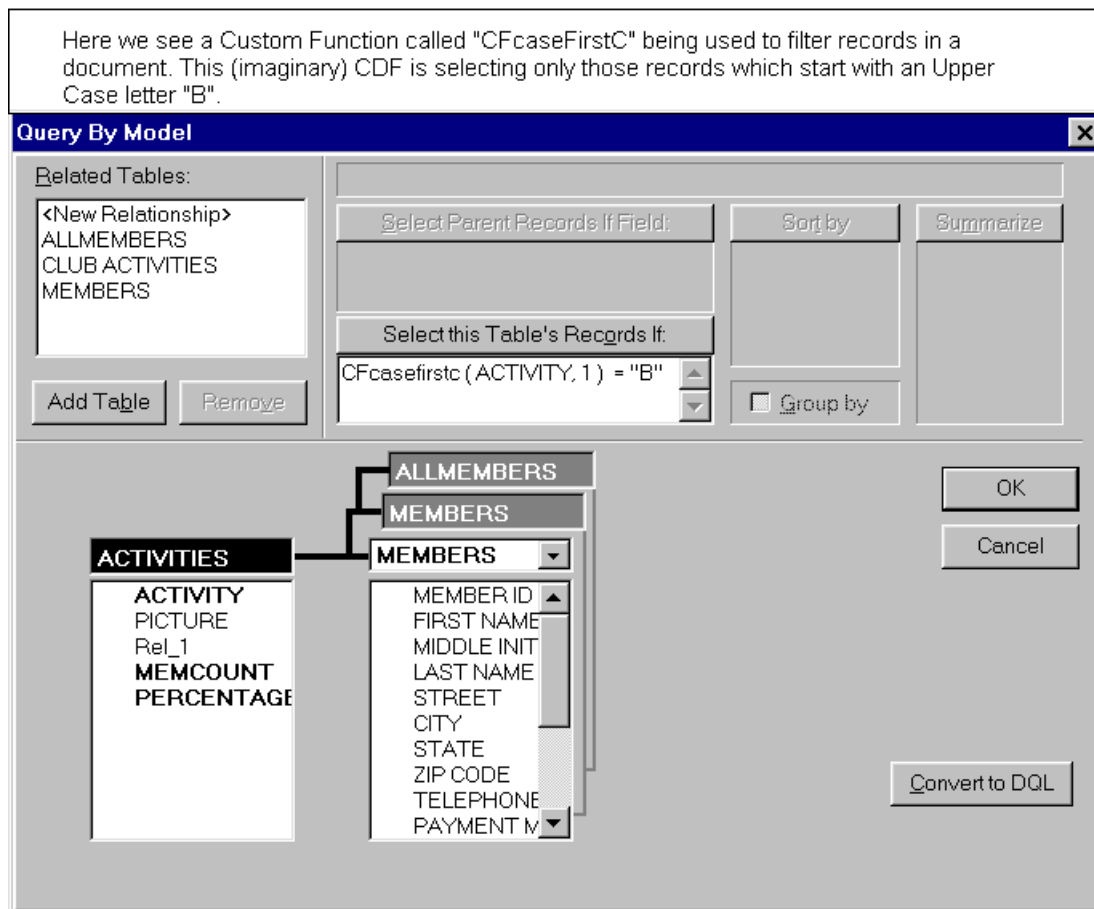 Here we see a Custom Function called "CFcaseFirstC" being used to filter records in a
document. This (imaginary) CDF is selecting only those records which start with an Upper
Case letter "B".
Query By Model
Related Tables:
<New Relationship>
ALLMEMBERS
CLUB ACTIVITIES
MEMBERS
Add Table
Remove
Select Parent Records If Field:
Sort by
Summarize
Select this Table's Records If:
CFcasefirstc ( ACTIVITY, 1 ) = "B"
Group by
ALLMEMBERS
MEMBERS
ACTIVITIES
MEMBERS
ACTIVITY
PICTURE
Rel_1
MEMCOUNT
PERCENTAGE
MEMBER ID
FIRST NAME
MIDDLE INIT
LAST NAME
STREET
CITY
STATE
ZIP CODE
TELEPHONE
PAYMENT M
OK
Cancel
Convert to DQL